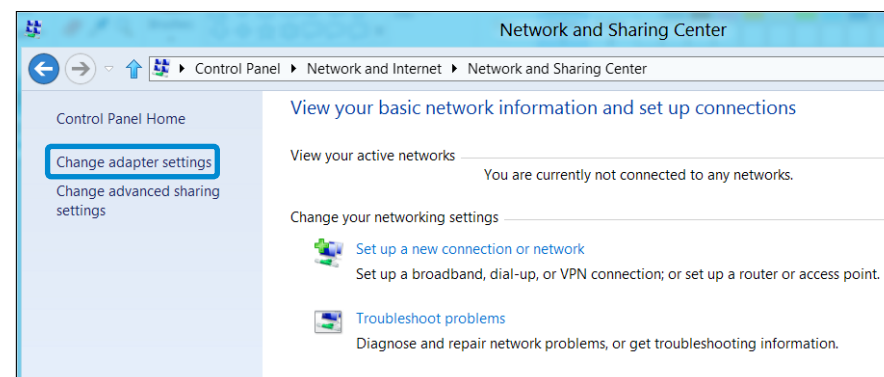 Network and Sharing Center
Control Panel Network and Internet Network and Sharing Center
Control Panel Home
Change adapter settings
Change advanced sharing
settings
View your basic network information and set up connections
View your active networks
You are currently not connected to any networks.
Change your networking settings
Set up a new connection or network
Set up a broadband, dial-up, or VPN connection; or set up a router or access point.
Troubleshoot problems
Diagnose and repair network problems, or get troubleshooting information.